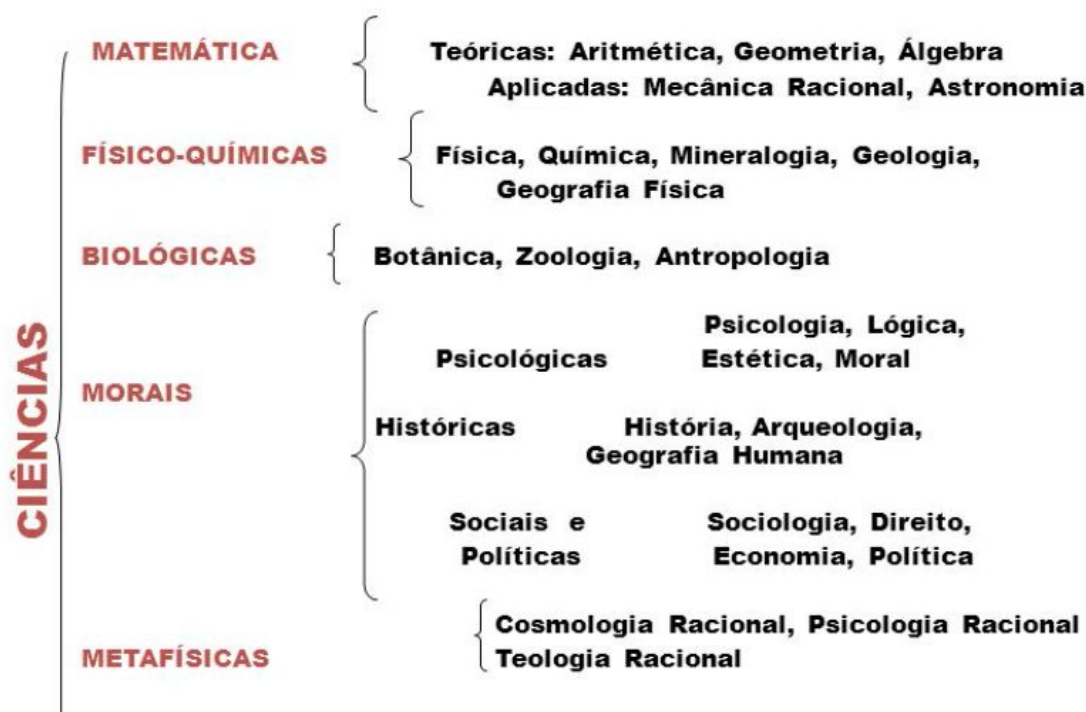 CIÊNCIAS
MATEMÁTICA
Teóricas: Aritmética, Geometria, Álgebra
Aplicadas: Mecânica Racional, Astronomia
FÍSICO-QUÍMICAS
Física, Química, Mineralogia, Geologia,
Geografia Física
BIOLÓGICAS
Botânica, Zoologia, Antropologia
MORAIS
Psicológicas
Psicologia, Lógica,
Estética, Moral
Históricas
História, Arqueologia,
Geografia Humana
Sociais e
Políticas
Sociologia, Direito,
Economia, Política
METAFÍSICAS
Cosmologia Racional, Psicologia Racional
Teologia Racional